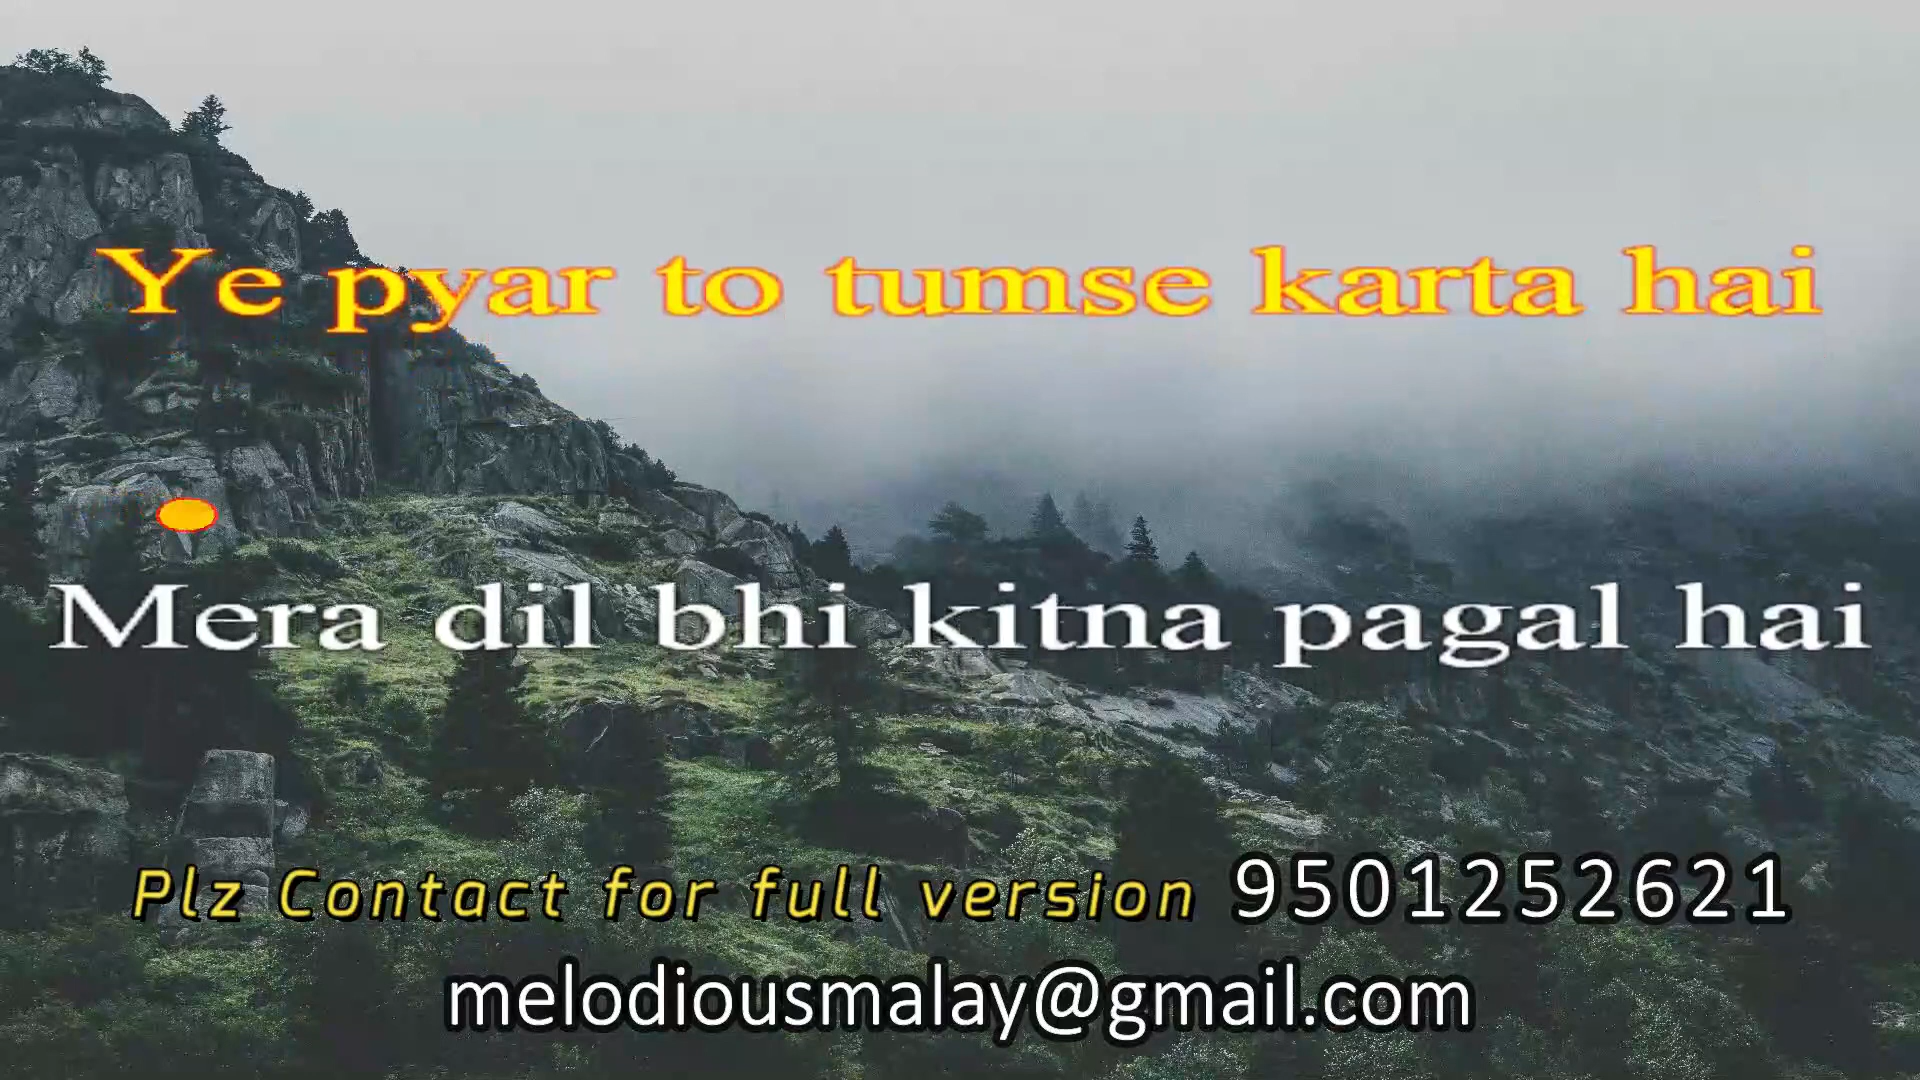 Ye pyar to tumse karta hai
Mera dil bhi kitna pagal hai
Plz Contact for full version 9501252621
melodiousmalay@gmail.com